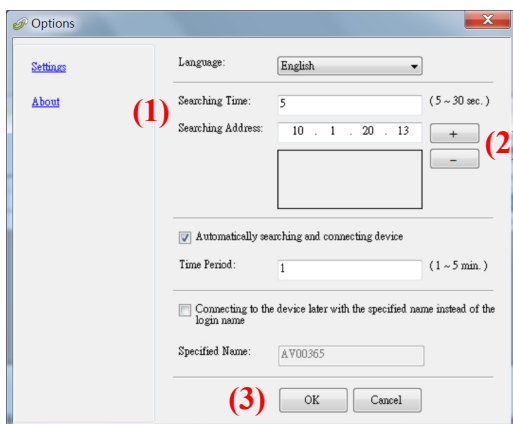 Options
Settings
About
Language:
English
(1)
Searching Time:
5
(5 ~ 30 sec.)
Searching Address:
10 . 1 . 20 . 13
+
(2
−
Automatically searching and connecting device
Time Period:
1
(1 ~ 5 min.)
Connecting to the device later with the specified name instead of the
login name
Specified Name:
AV00365
(3)
OK
Cancel